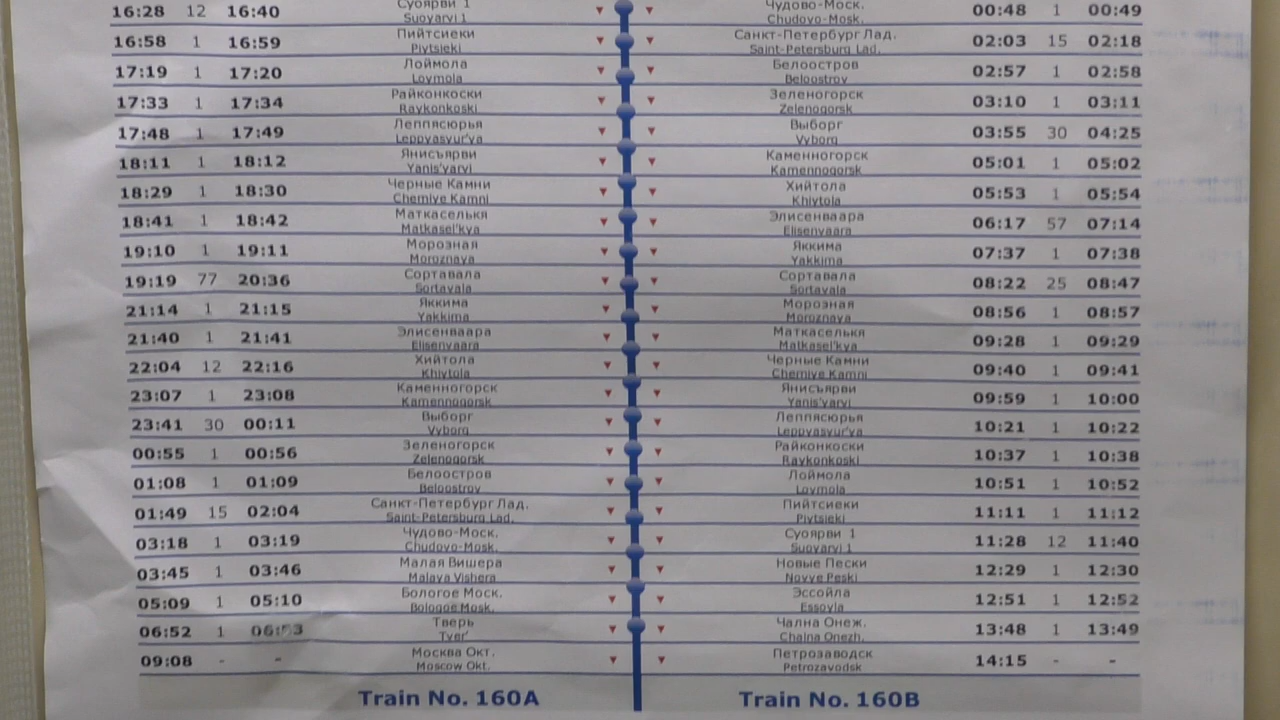 16:28 12 16:40 Суоярви 1 Чудово-Моск. 00:48 1 00:49
Suoyarvi 1 Chudovo-Mosk.
16:58 1 16:59 Пийтсиеки Санкт-Петербург Лад. 02:03 15 02:18
Piytsieki Saint-Petersburg Lad.
17:19 1 17:20 Лоймола Белоостров 02:57 1 02:58
Loymola Beloostrov
17:33 1 17:34 Райконкоски Зеленогорск 03:10 1 03:11
Raykonkoski Zelenogorsk
17:48 1 17:49 Леппясюрья Выборг 03:55 30 04:25
Leppyasyur'ya Vyborg
18:11 1 18:12 Янисъярви Каменногорск 05:01 1 05:02
Yanis'yarvi Kamennogorsk
18:29 1 18:30 Черные Камни Хийтола 05:53 1 05:54
Cherniye Kamni Khiytola
18:41 1 18:42 Маткаселькя Элисенваара 06:17 57 07:14
Matkasel'kya Elisenvaara
19:10 1 19:11 Морозная Яккима 07:37 1 07:38
Moroznaya Yakkima
19:19 77 20:36 Сортавала Сортавала 08:22 25 08:47
Sortavala Sortavala
21:14 1 21:15 Яккима Морозная 08:56 1 08:57
Yakkima Moroznaya
21:40 1 21:41 Элисенваара Маткаселькя 09:28 1 09:29
Elisenvaara Matkasel'kya
22:04 12 22:16 Хийтола Черные Камни 09:40 1 09:41
Khiytola Cherniye Kamni
23:07 1 23:08 Каменногорск Янисъярви 09:59 1 10:00
Kamennogorsk Yanis'yarvi
23:41 30 00:11 Выборг Леппясюрья 10:21 1 10:22
Vyborg Leppyasyur'ya
00:55 1 00:56 Зеленогорск Райконкоски 10:37 1 10:38
Zelenogorsk Raykonkoski
01:08 1 01:09 Белоостров Лоймола 10:51 1 10:52
Beloostrov Loymola
01:49 15 02:04 Санкт-Петербург Лад. Пийтсиеки 11:11 1 11:12
Saint-Petersburg Lad. Piytsieki
03:18 1 03:19 Чудово-Моск. Суоярви 1 11:28 12 11:40
Chudovo-Mosk. Suoyarvi 1
03:45 1 03:46 Малая Вишера Новые Пески 12:29 1 12:30
Malaya Vishera Novye Peski
05:09 1 05:10 Бологое Моск. Эссойла 12:51 1 12:52
Bologoe Mosk. Essoyla
06:52 1 06:53 Тверь Чална Онеж. 13:48 1 13:49
Tver' Chalna Onezh.
09:08 - - Москва Окт. Петрозаводск 14:15 - -
Moscow Okt. Petrozavodsk
Train No. 160A Train No. 160B